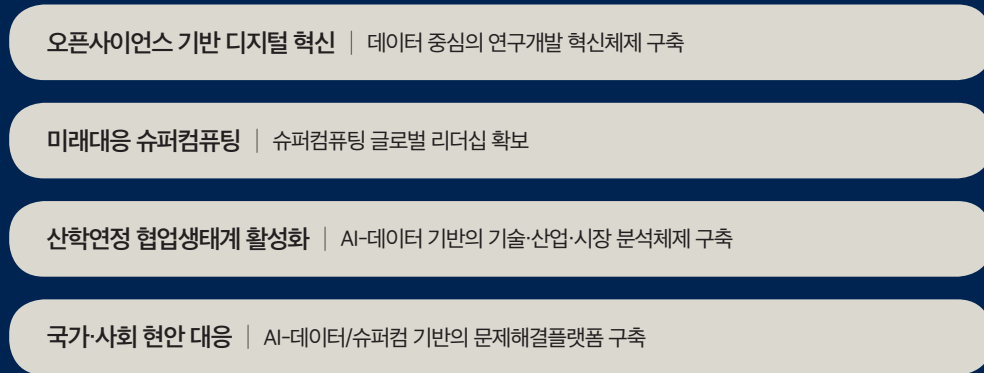 오픈사이언스 기반 디지털 혁신 | 데이터 중심의 연구개발 혁신체제 구축
미래대응 슈퍼컴퓨팅 | 슈퍼컴퓨팅 글로벌 리더십 확보
산학연정 협업생태계 활성화 | AI-데이터 기반의 기술·산업·시장 분석체제 구축
국가·사회 현안 대응 | AI-데이터/슈퍼컴 기반의 문제해결플랫폼 구축